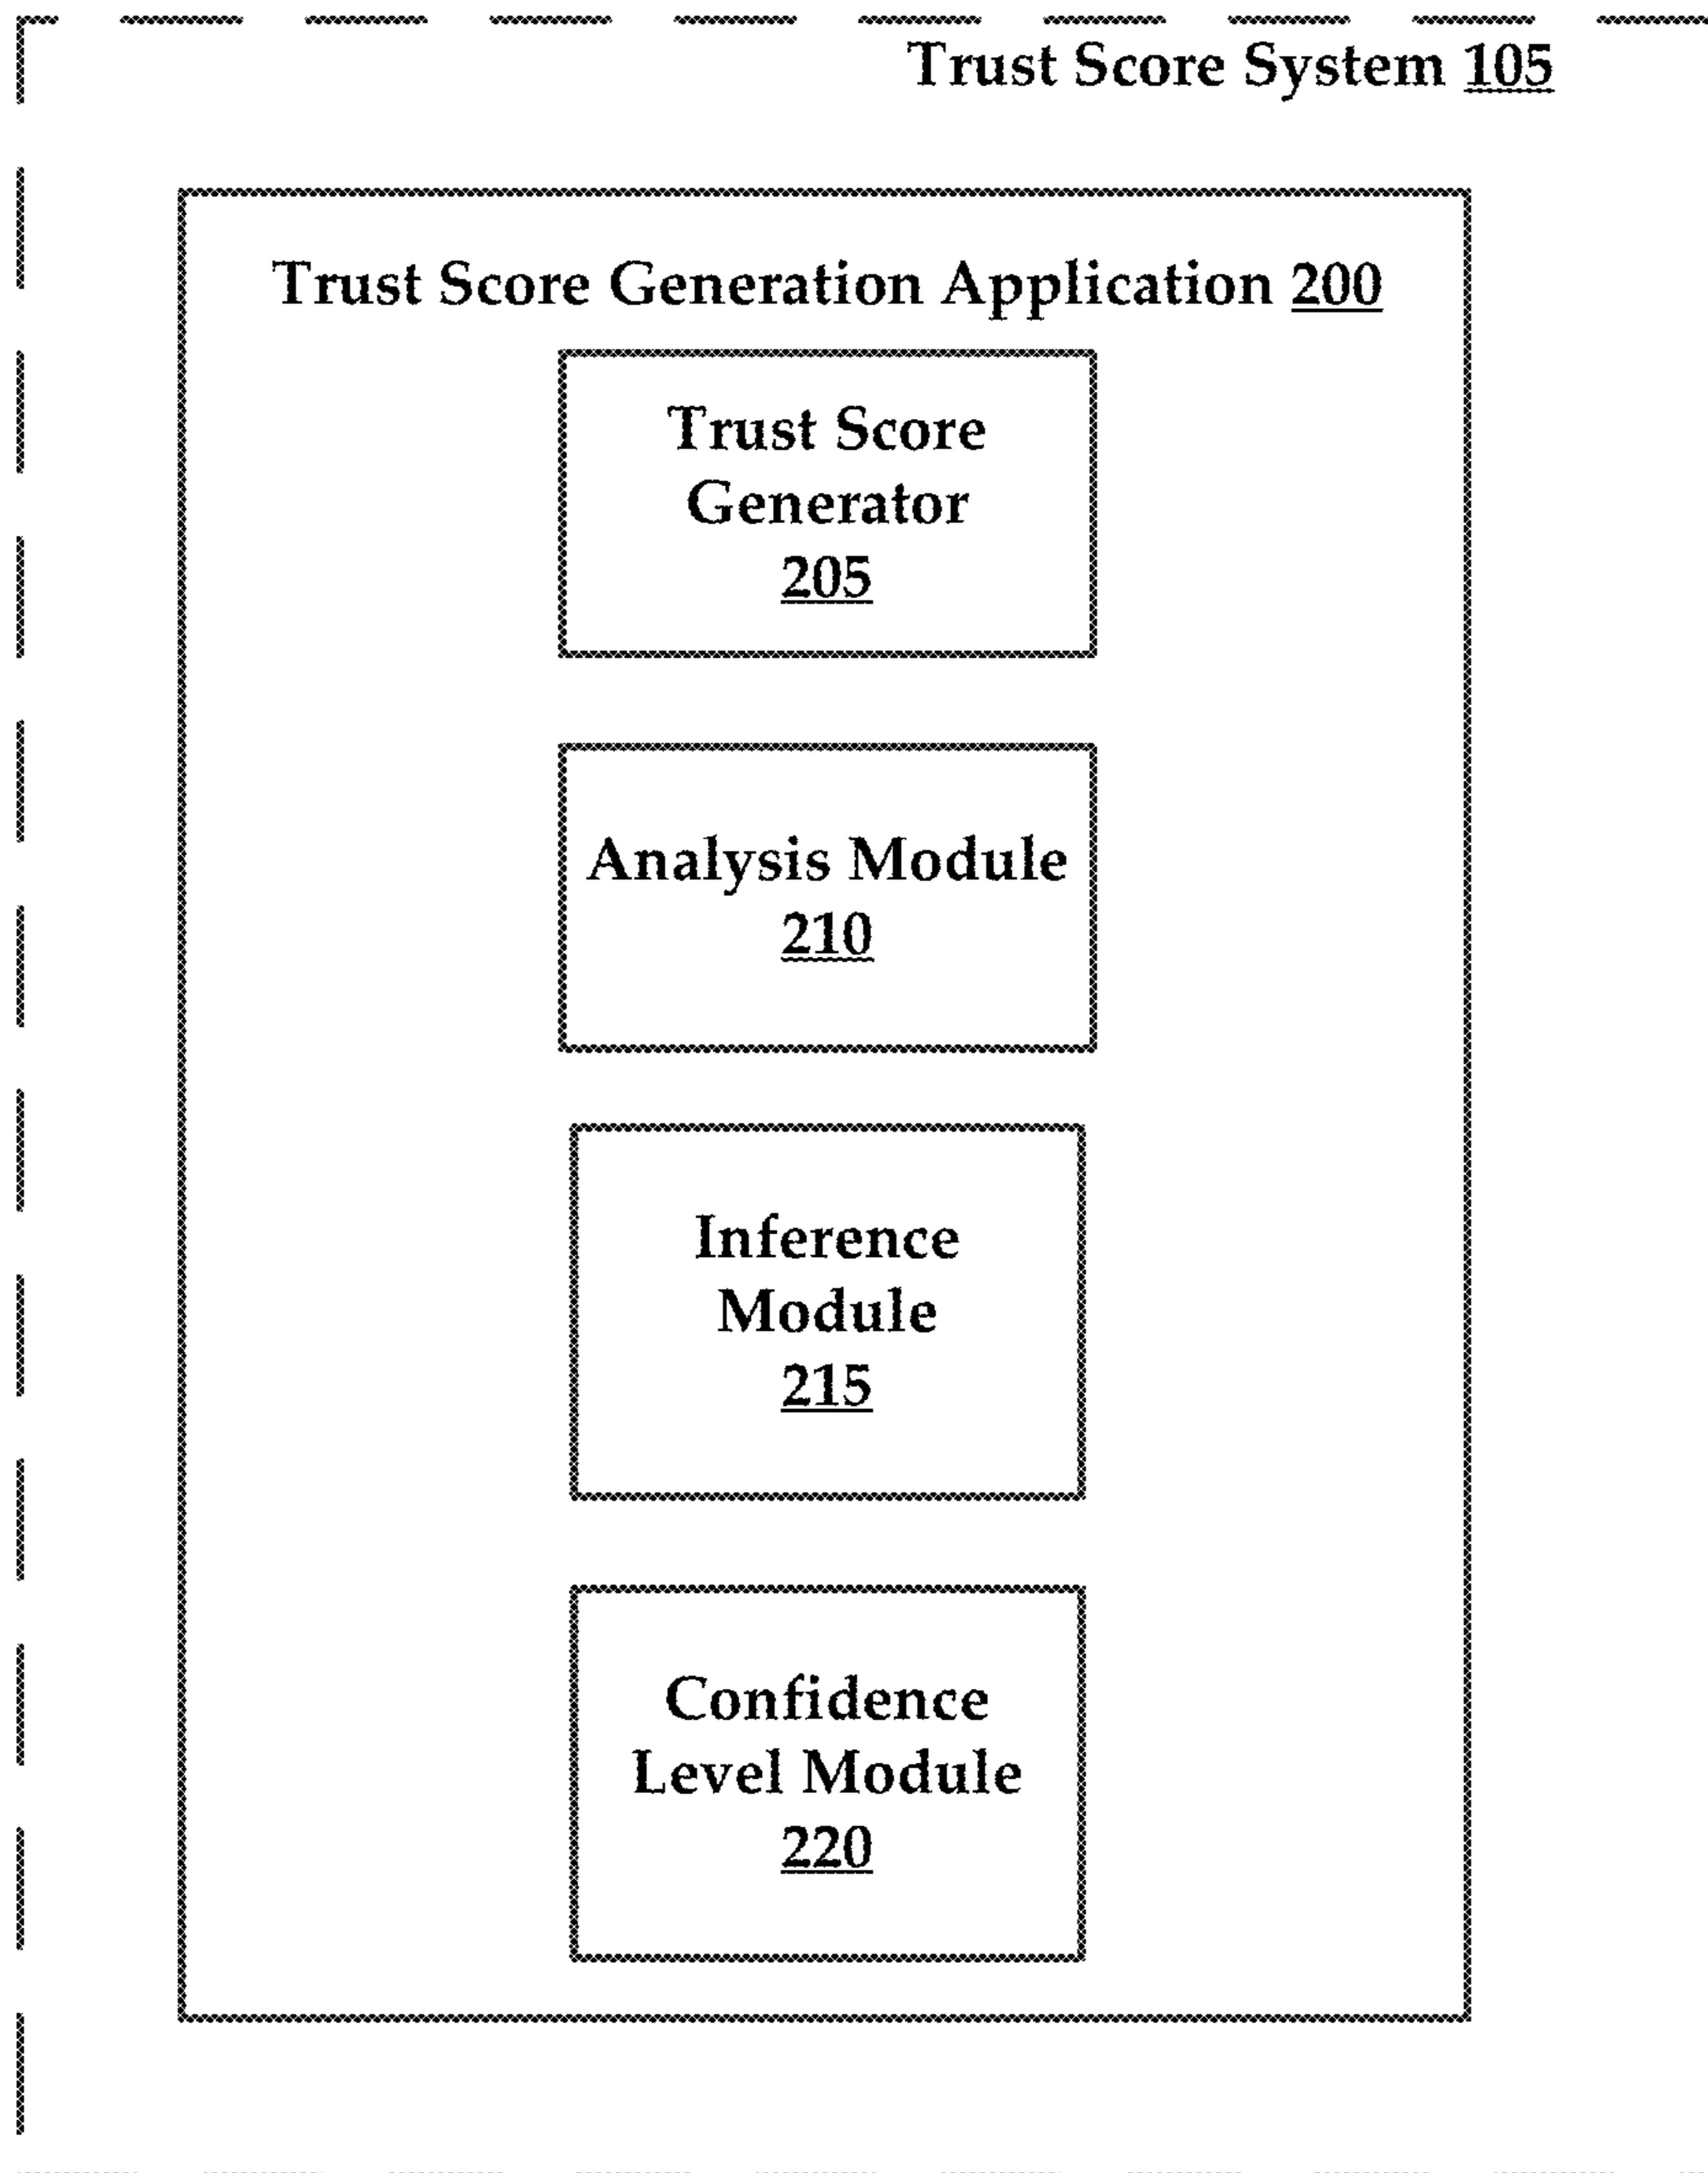 Trust Score System 105
Trust Score Generation Application 200
Trust Score
Generator
205
Analysis Module
210
Inference
Module
215
Confidence
Level Module
220